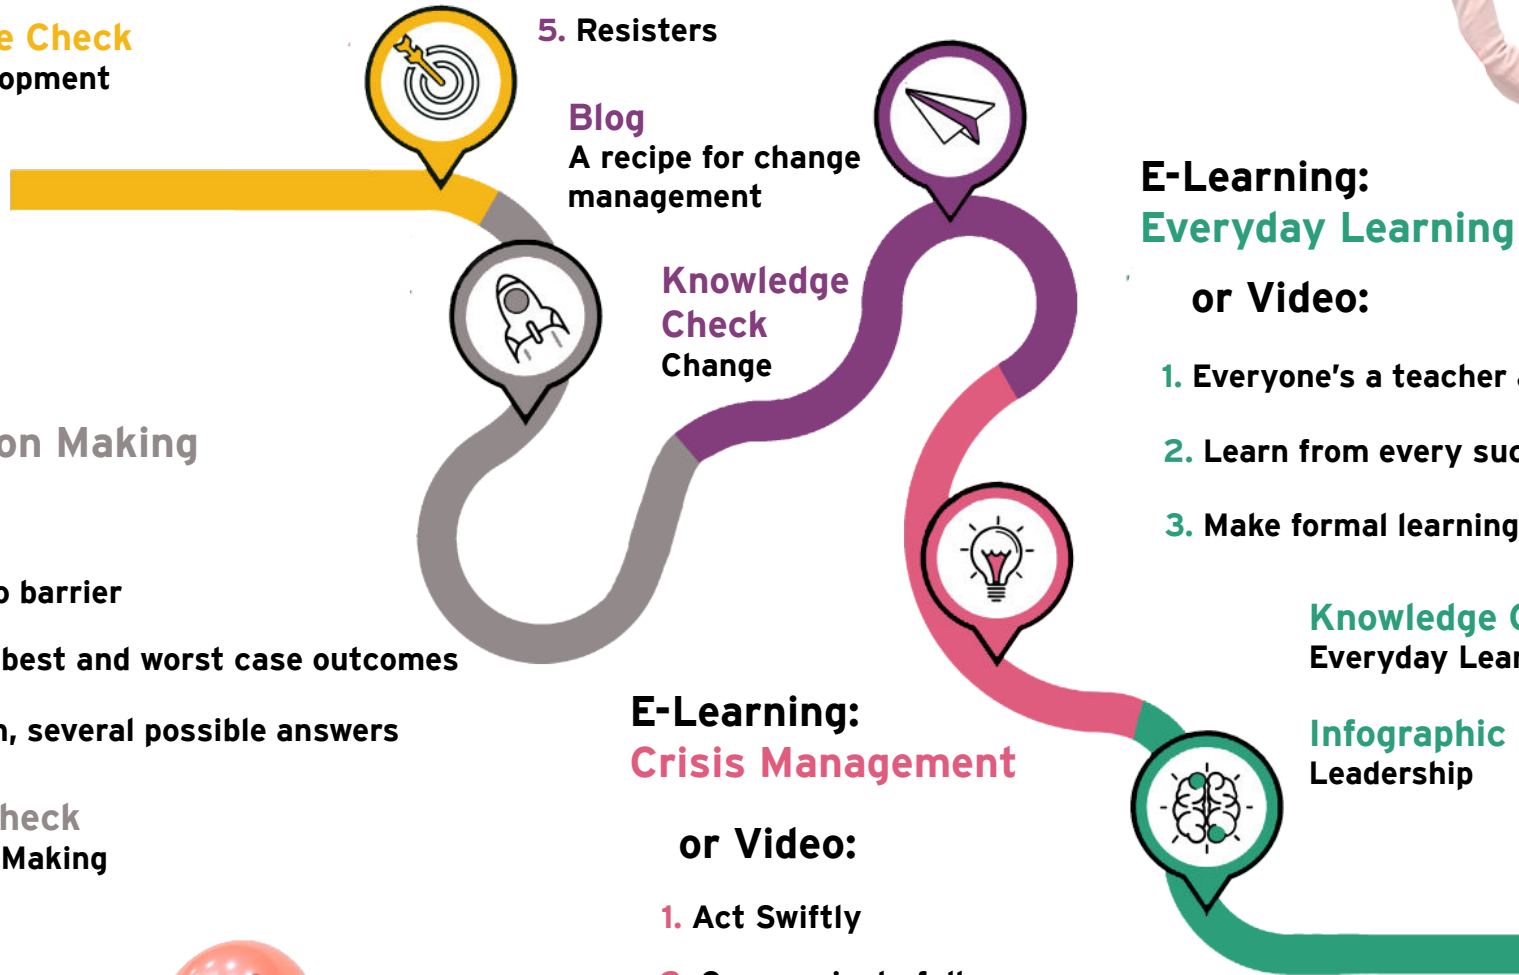 e Check
opment
5. Resisters
Blog
A recipe for change
management
Knowledge
Check
Change
on Making
o barrier
best and worst case outcomes
, several possible answers
heck
Making
E-Learning:
Crisis Management
or Video:
1. Act Swiftly
E-Learning:
Everyday Learning
or Video:
1. Everyone's a teacher
2. Learn from every suc
3. Make formal learning
Knowledge
Everyday Lear
Infographic
Leadership